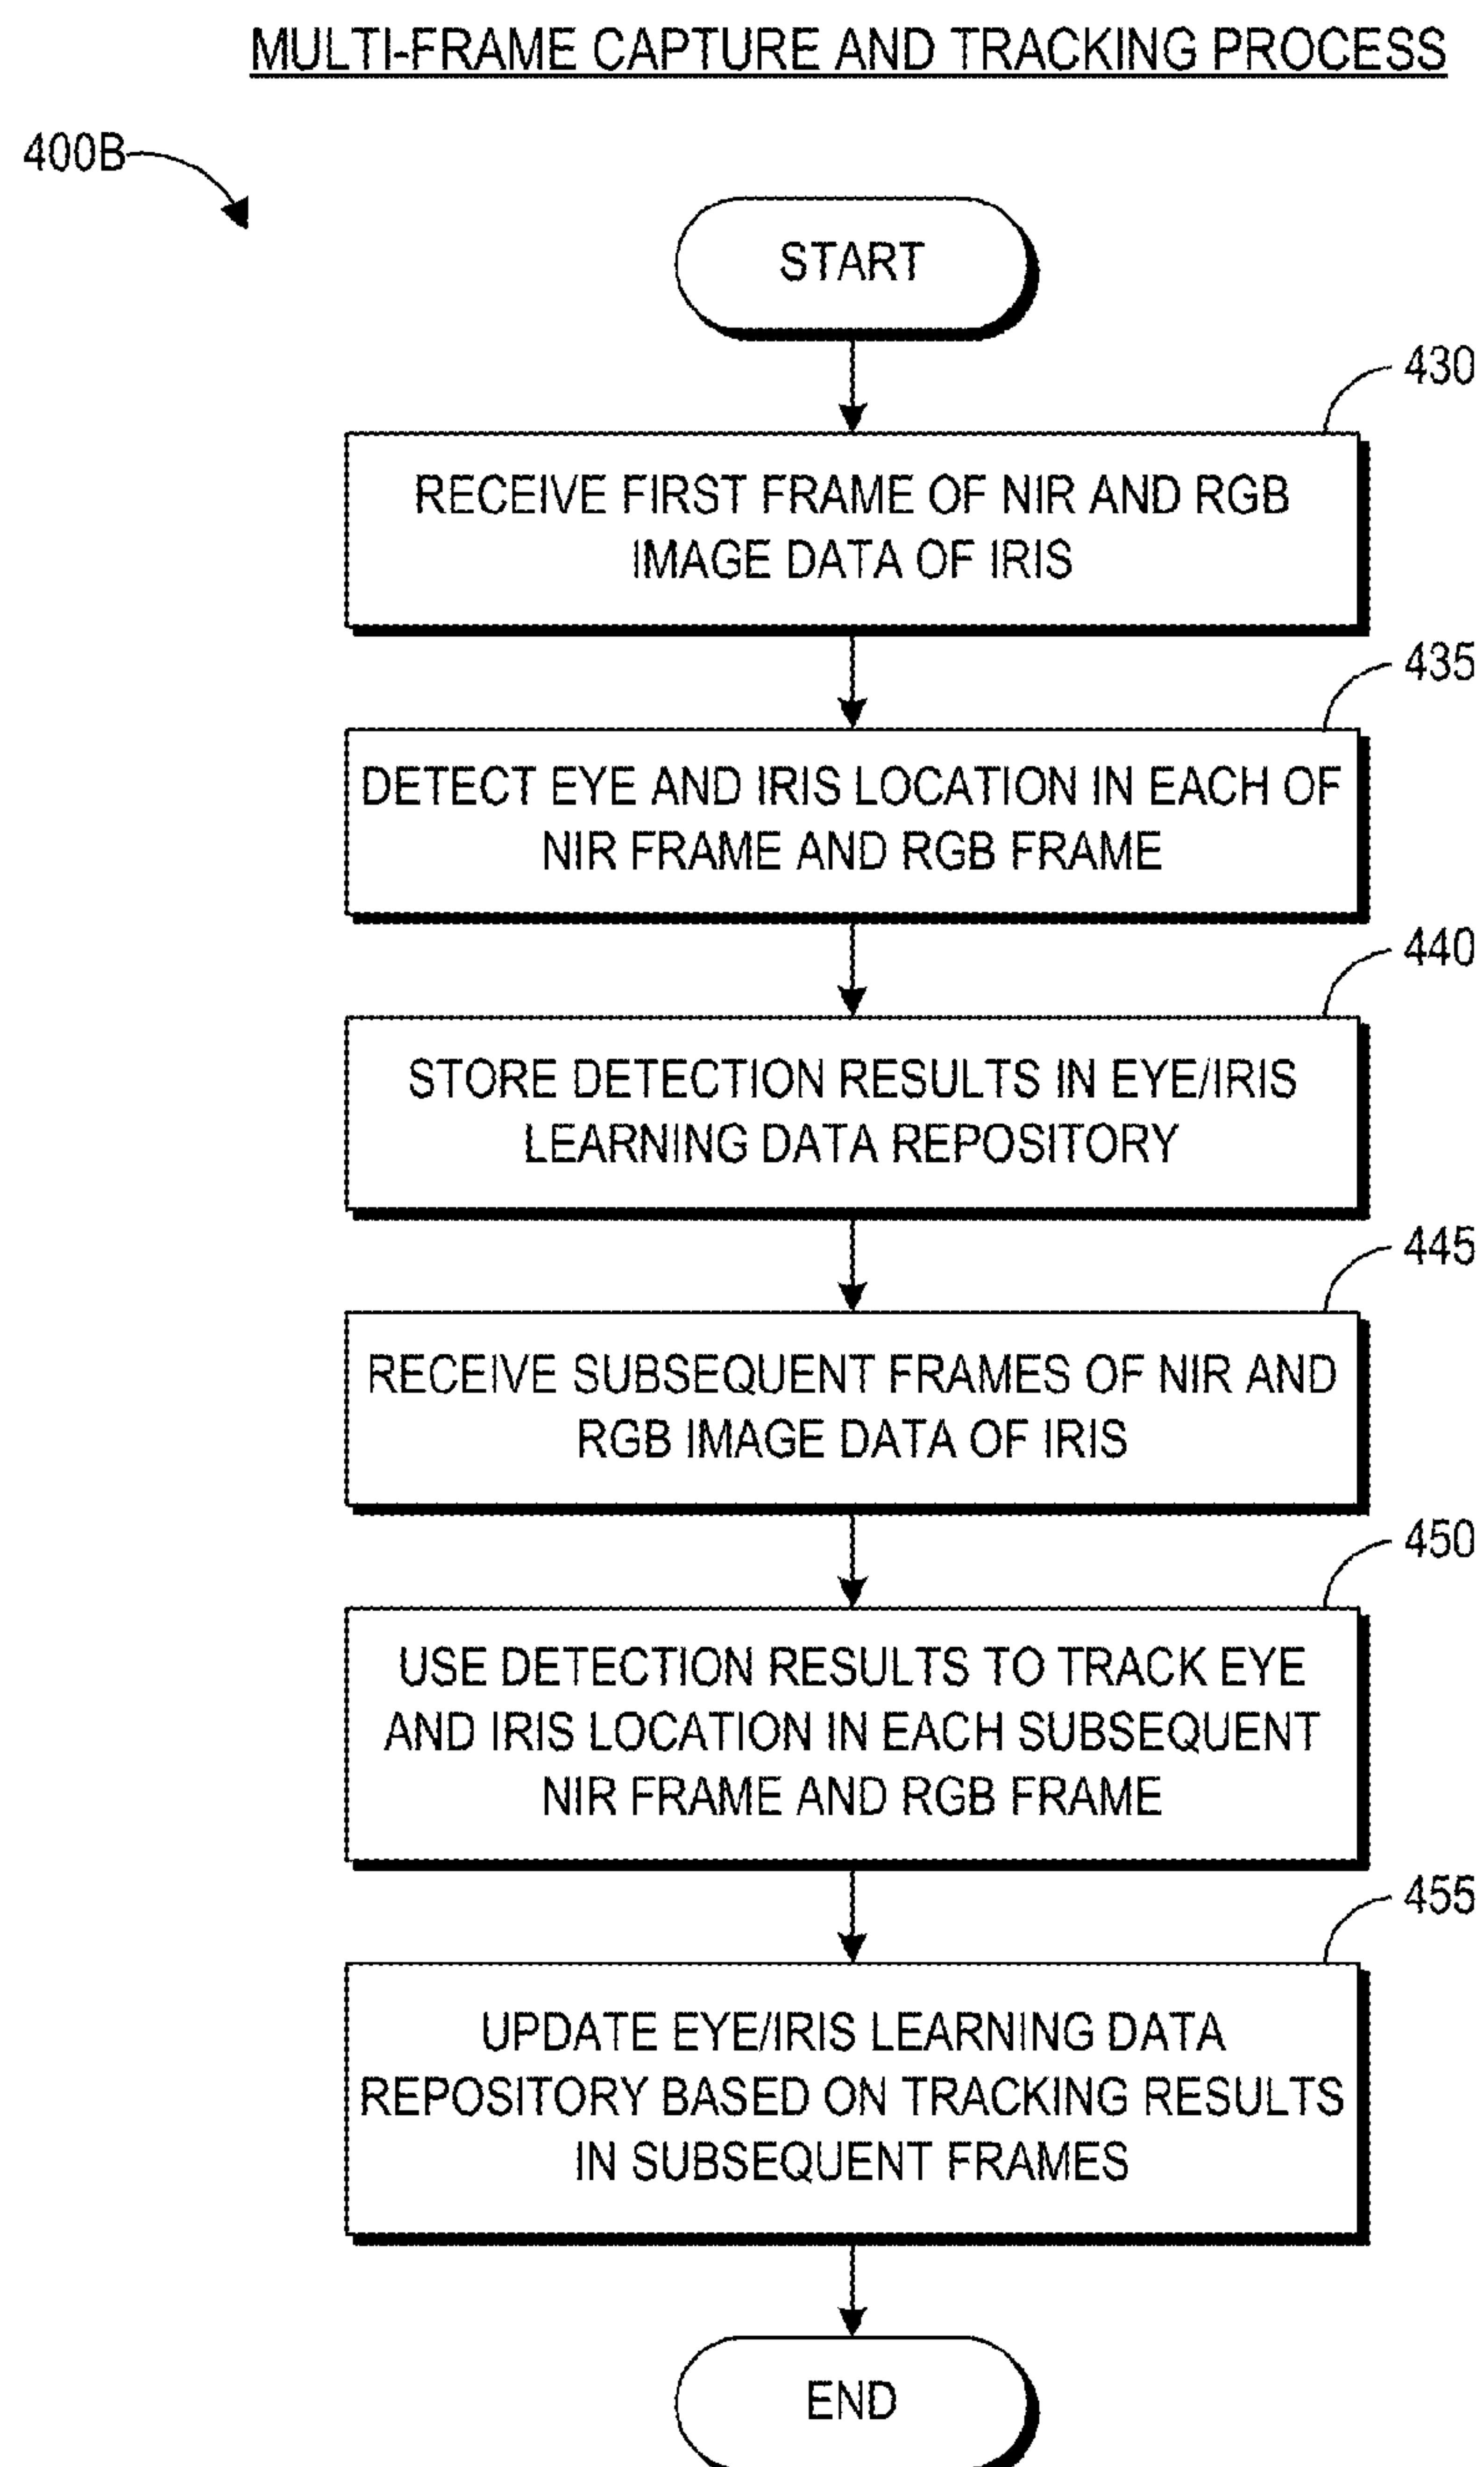 MULTI-FRAME CAPTURE AND TRACKING PROCESS
400B
START
430
RECEIVE FIRST FRAME OF NIR AND RGB
IMAGE DATA OF IRIS
435
DETECT EYE AND IRIS LOCATION IN EACH OF
NIR FRAME AND RGB FRAME
440
STORE DETECTION RESULTS IN EYE/IRIS
LEARNING DATA REPOSITORY
445
RECEIVE SUBSEQUENT FRAMES OF NIR AND
RGB IMAGE DATA OF IRIS
450
USE DETECTION RESULTS TO TRACK EYE
AND IRIS LOCATION IN EACH SUBSEQUENT
NIR FRAME AND RGB FRAME
455
UPDATE EYE/IRIS LEARNING DATA
REPOSITORY BASED ON TRACKING RESULTS
IN SUBSEQUENT FRAMES
END